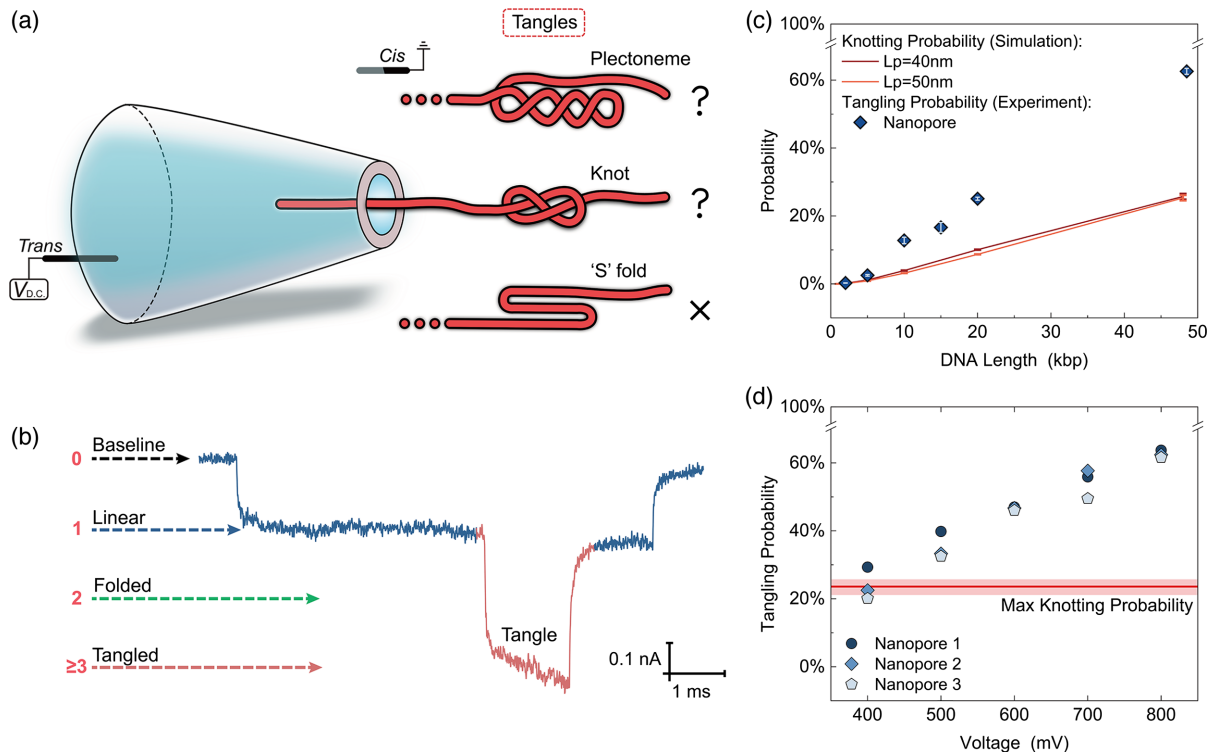 (a)
Tangles
Cis
Plectoneme
?
Knot
?
Trans
V D.C.
'S' fold
×
(b)
0 Baseline
1 Linear
2 Folded
≥3 Tangled
Tangle
0.1 nA
1 ms
(c)
100%
60%
40%
20%
0%
Probability
Knotting Probability (Simulation):
Lp=40nm
Lp=50nm
Tangling Probability (Experiment):
Nanopore
0 10 20 30 40 50
DNA Length (kbp)
(d)
100%
60%
40%
20%
0%
Tangling Probability
Max Knotting Probability
Nanopore 1
Nanopore 2
Nanopore 3
400 500 600 700 800
Voltage (mV)